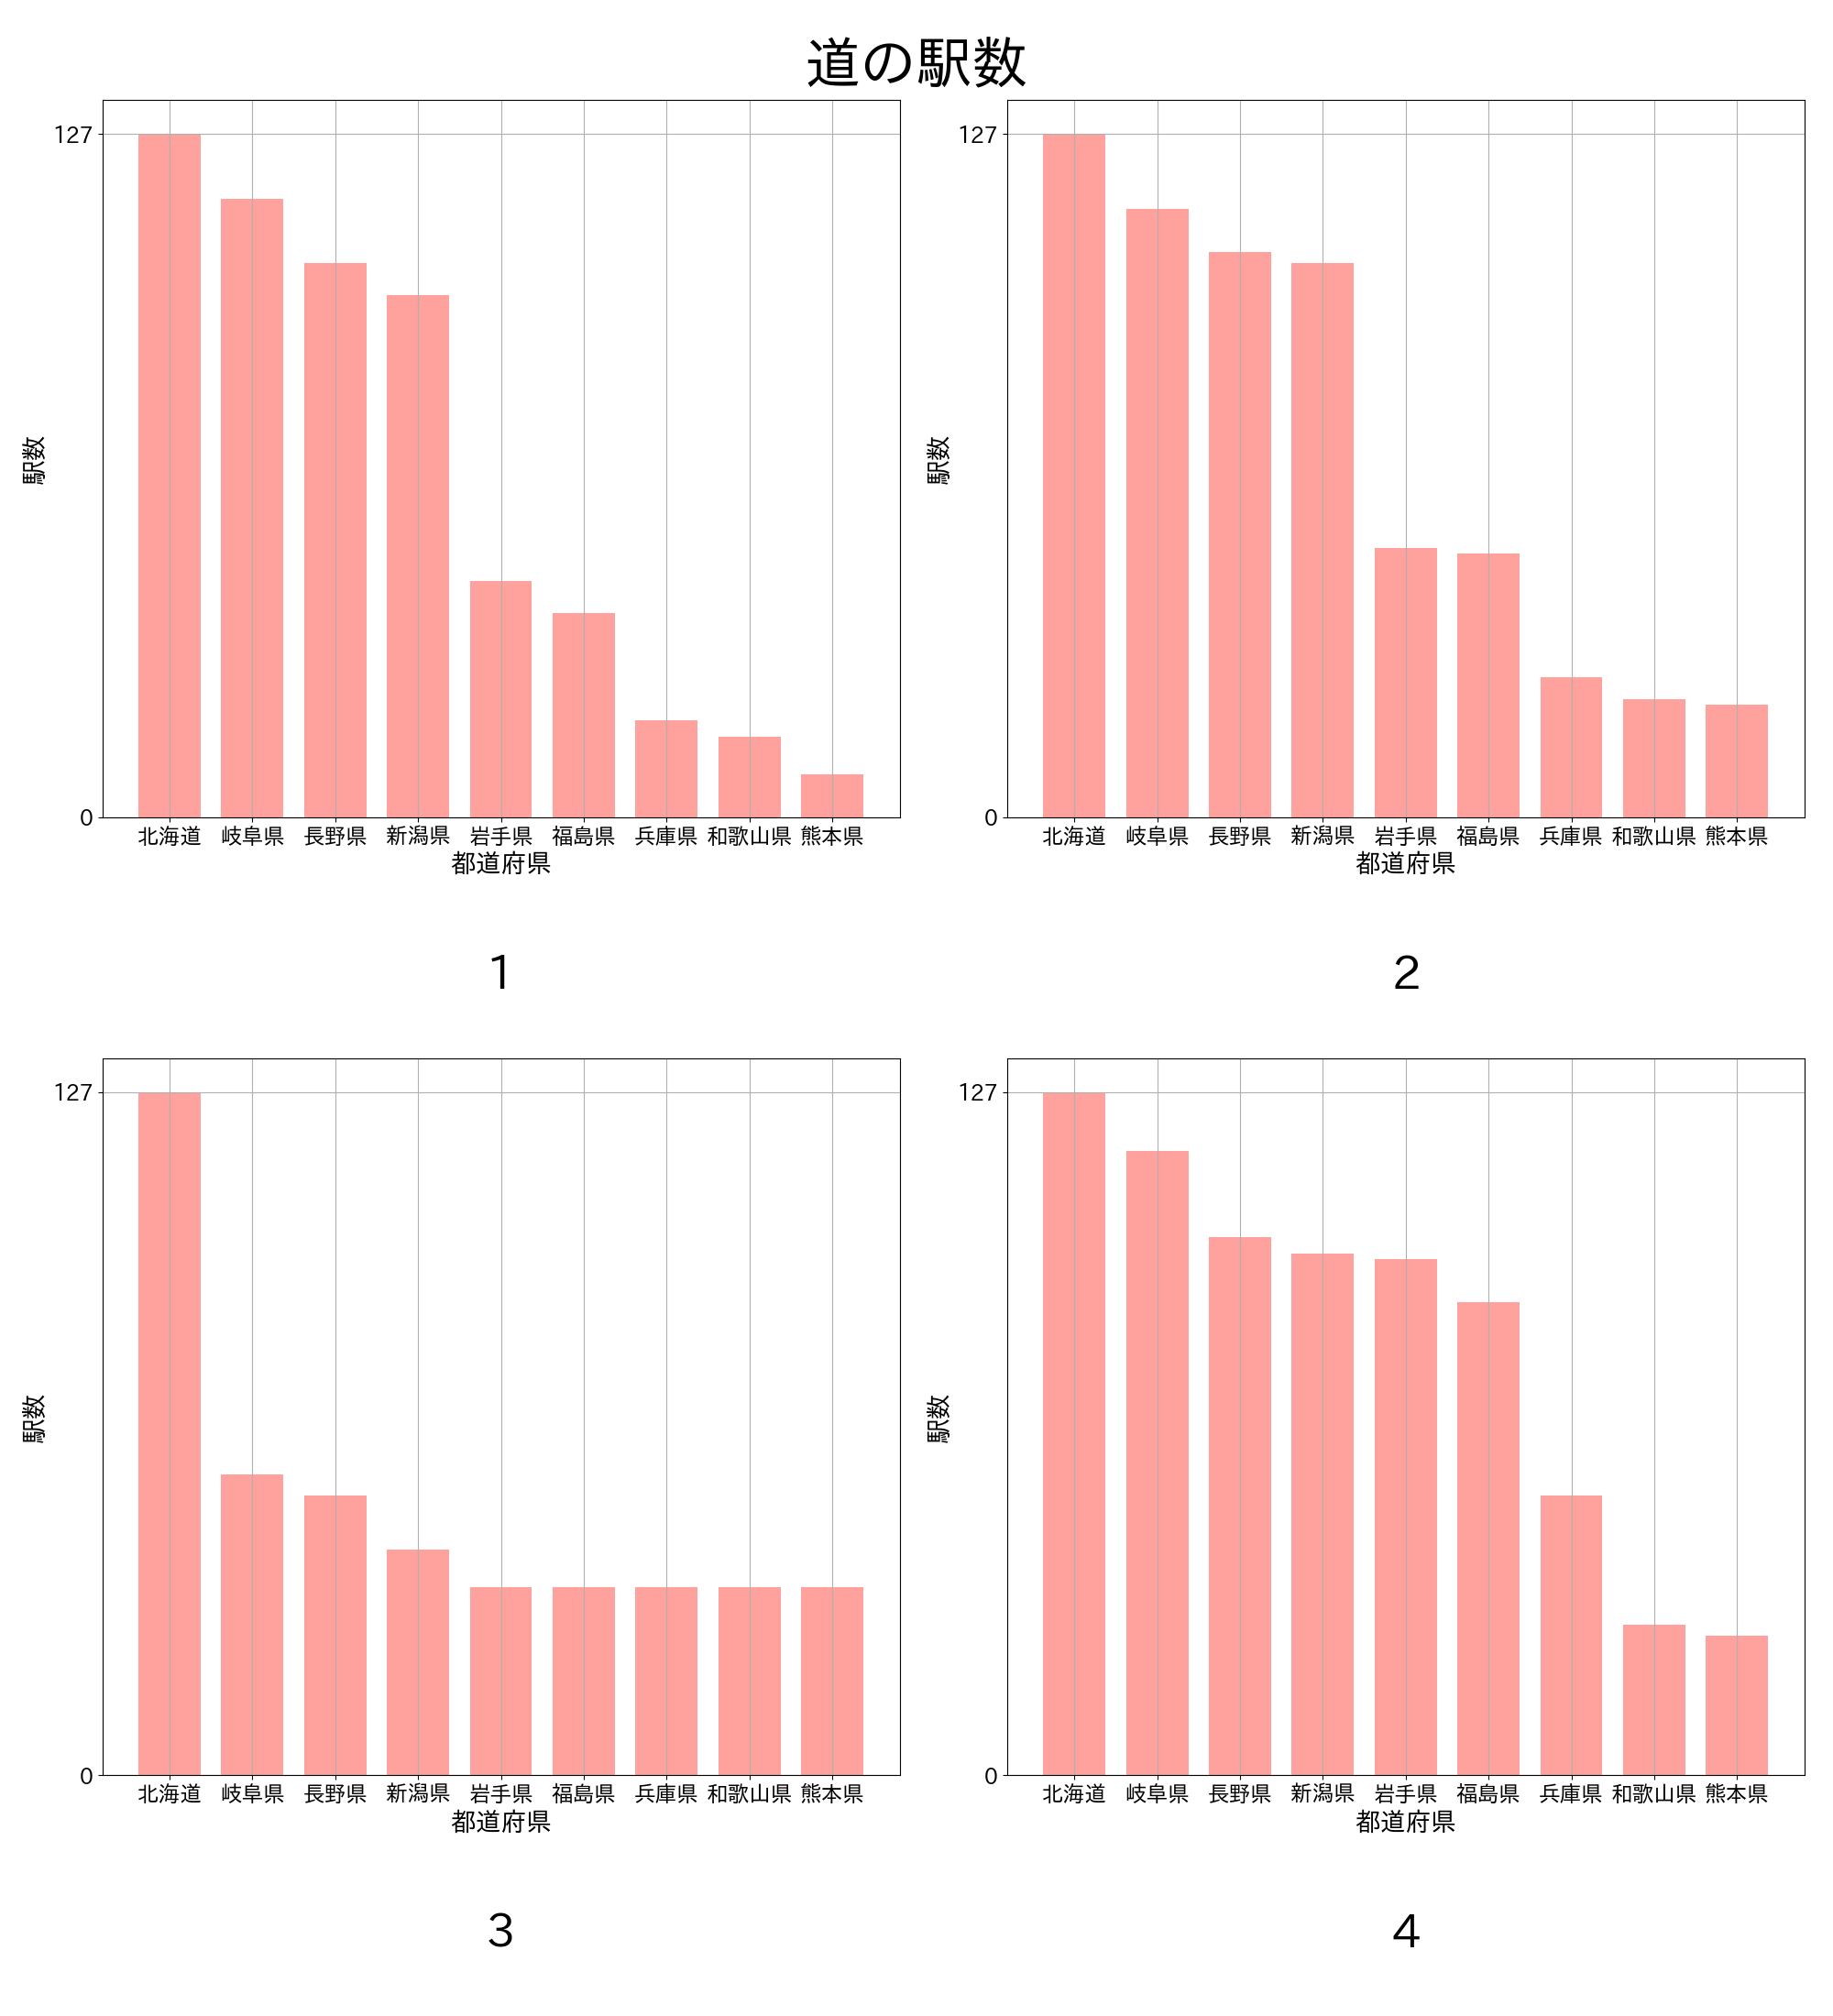 道の駅数
127
駅数
0
北海道 岐阜県 長野県 新潟県 岩手県 福島県 兵庫県 和歌山県 熊本県
都道府県
1
127
駅数
0
北海道 岐阜県 長野県 新潟県 岩手県 福島県 兵庫県 和歌山県 熊本県
都道府県
2
127
駅数
0
北海道 岐阜県 長野県 新潟県 岩手県 福島県 兵庫県 和歌山県 熊本県
都道府県
3
127
駅数
0
北海道 岐阜県 長野県 新潟県 岩手県 福島県 兵庫県 和歌山県 熊本県
都道府県
4